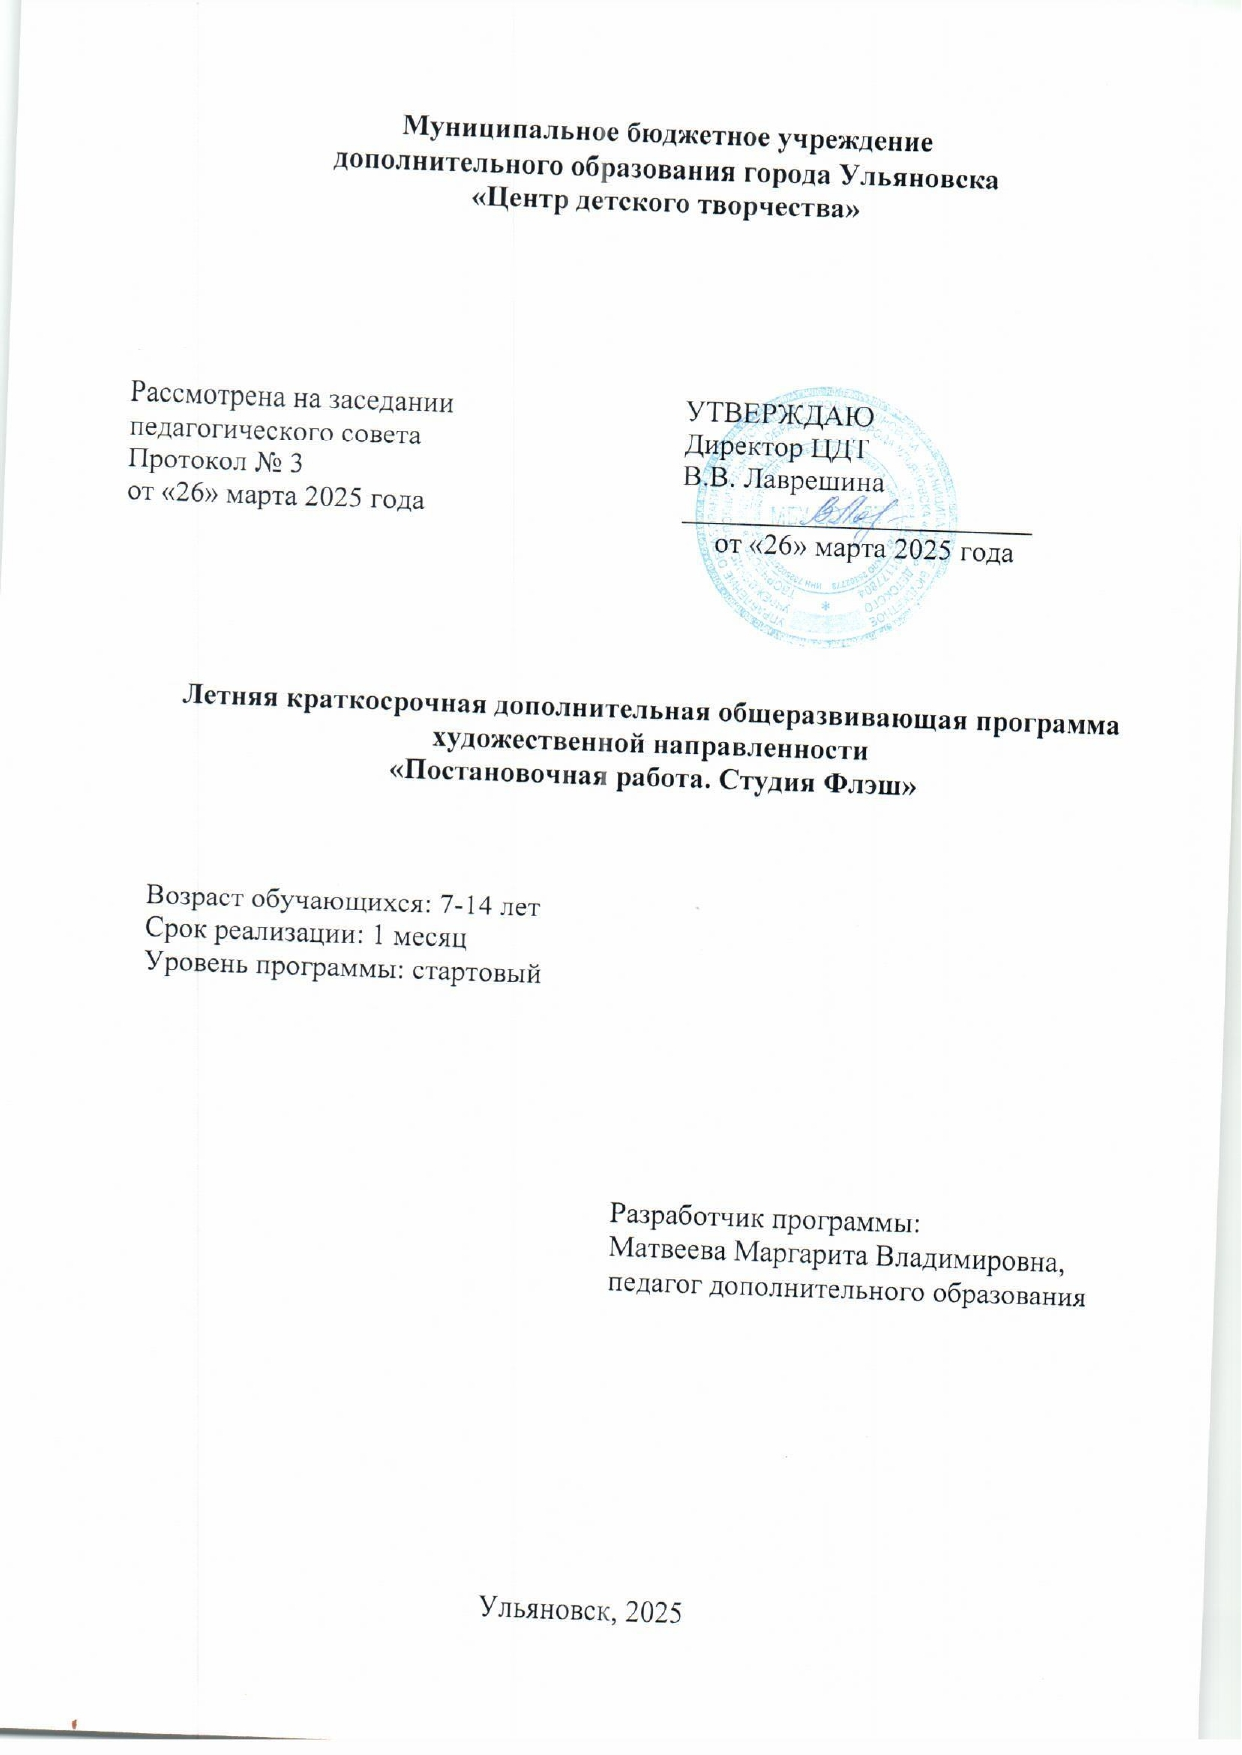 Муниципальное бюджетное учреждение
дополнительного образования города Ульяновска
«Центр детского творчества»
Рассмотрена на заседании
педагогического совета
Протокол № 3
от «26» марта 2025 года
УТВЕРЖДАЮ
Директор ЦДТ
В.В. Лаврешина
от «26» марта 2025 года
Летняя краткосрочная дополнительная общеразвивающая программа
художественной направленности
«Постановочная работа. Студия Флэш»
Возраст обучающихся: 7-14 лет
Срок реализации: 1 месяц
Уровень программы: стартовый
Разработчик программы:
Матвеева Маргарита Владимировна,
педагог дополнительного образования
Ульяновск, 2025